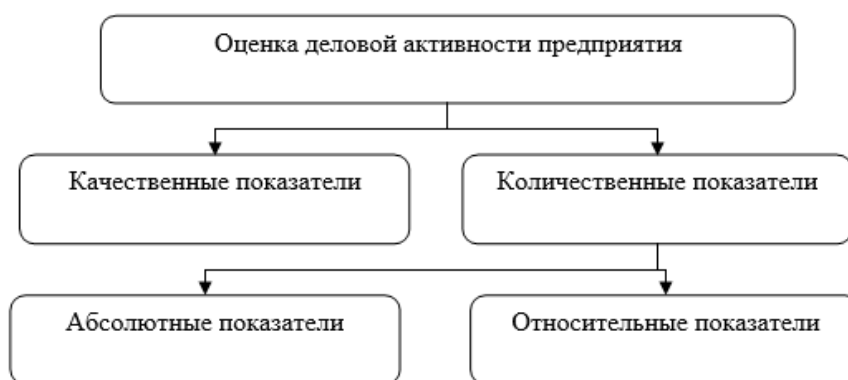 Оценка деловой активности предприятия
Качественные показатели
Количественные показатели
Абсолютные показатели
Относительные показатели